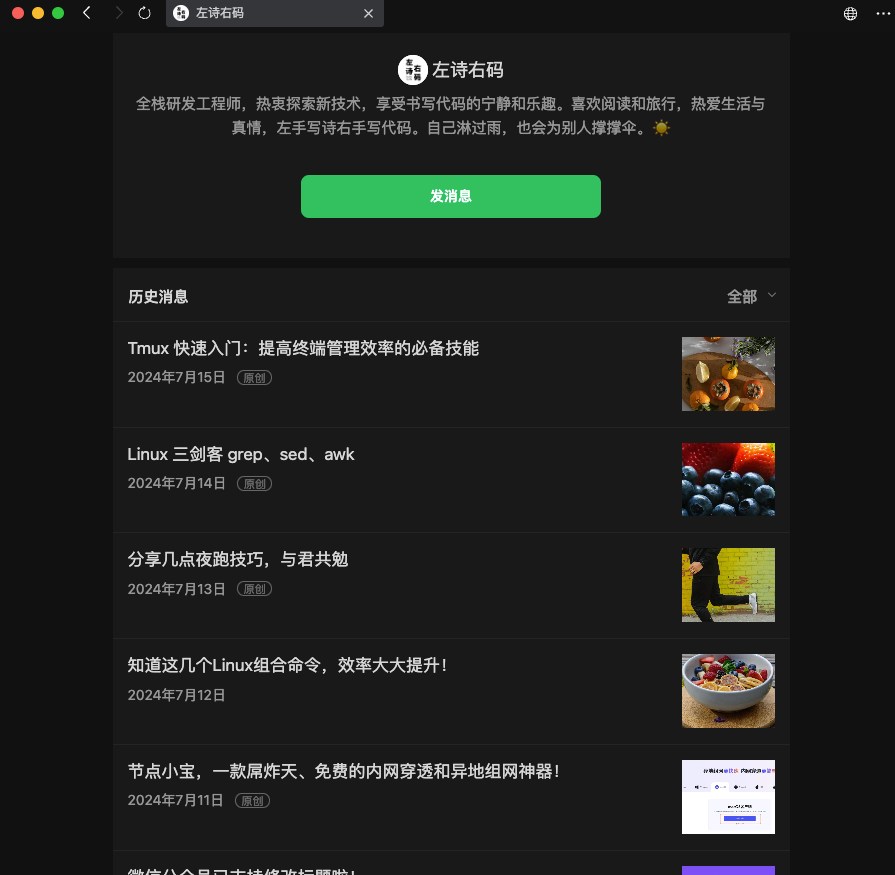 左诗右码
左诗右码
全栈研发工程师，热衷探索新技术，享受书写代码的宁静和乐趣。喜欢阅读和旅行，热爱生活与
真情，左手写诗右手写代码。自己淋过雨，也会为别人撑撑伞。☀️
发消息
历史消息
全部
Tmux 快速入门：提高终端管理效率的必备技能
2024年7月15日 原创
Linux 三剑客 grep、sed、awk
2024年7月14日 原创
分享几点夜跑技巧，与君共勉
2024年7月13日 原创
知道这几个Linux组合命令，效率大大提升！
2024年7月12日
节点小宝，一款屌炸天、免费的内网穿透和异地组网神器！
2024年7月11日 原创